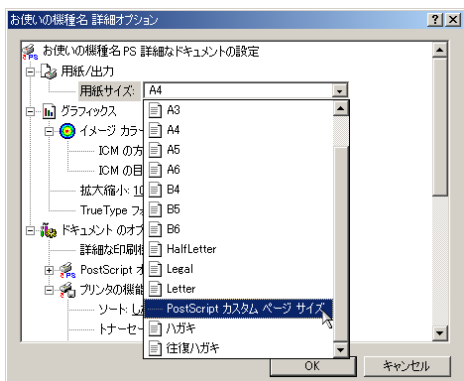 お使いの機種名 詳細オプション
お使いの機種名 PS 詳細なドキュメントの設定
用紙/出力
用紙サイズ: A4
グラフィックス
イメージ カラー
ICM の方
ICM の目
拡大縮小: 10
TrueType フォ
ドキュメント のオプ
詳細な印刷機
PostScript オ
プリンタの機能
ソート: し
トナーセー
A3
A4
A5
A6
B4
B5
B6
HalfLetter
Legal
Letter
PostScript カスタム ページ サイズ
ハガキ
往復ハガキ
OK
キャンセル